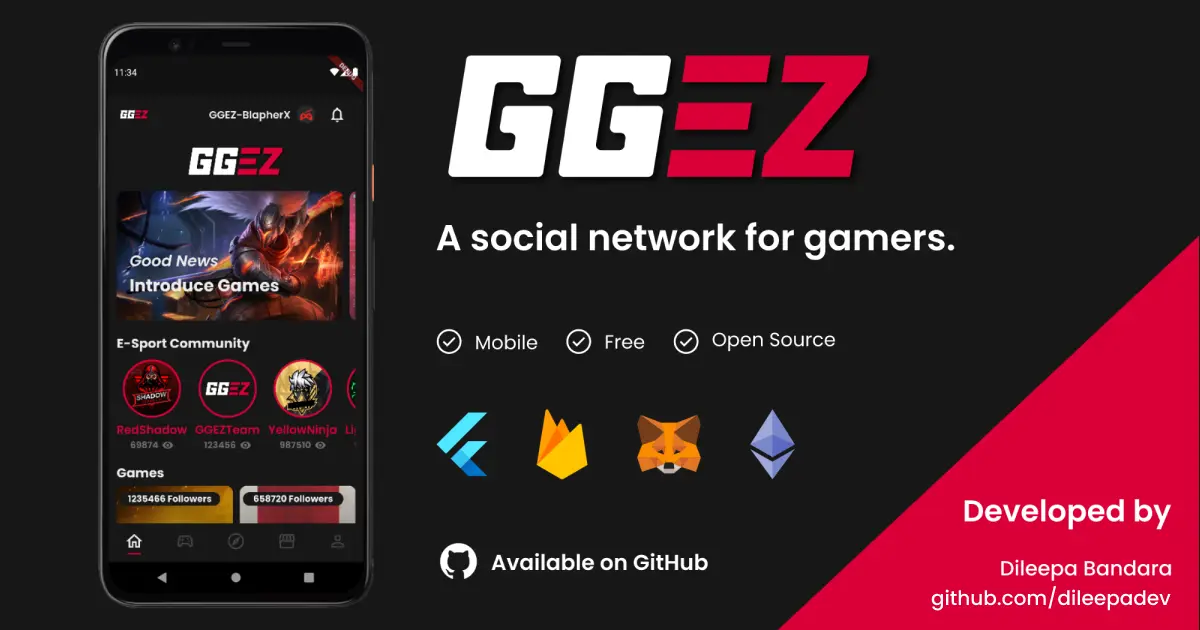 11:34
DEBUG
GGEZ
GGEZ-BlapherX
GGEZ
Good News
Introduce Games
E-Sport Community
SHADOW
GGEZ
RedShadow GGEZTeam YellowNinja Li
69874 123456 987510
Games
1235466 Followers 658720 Followers
GGEZ
A social network for gamers.
Mobile Free Open Source
Available on GitHub
Developed by
Dileepa Bandara
github.com/dileepadev